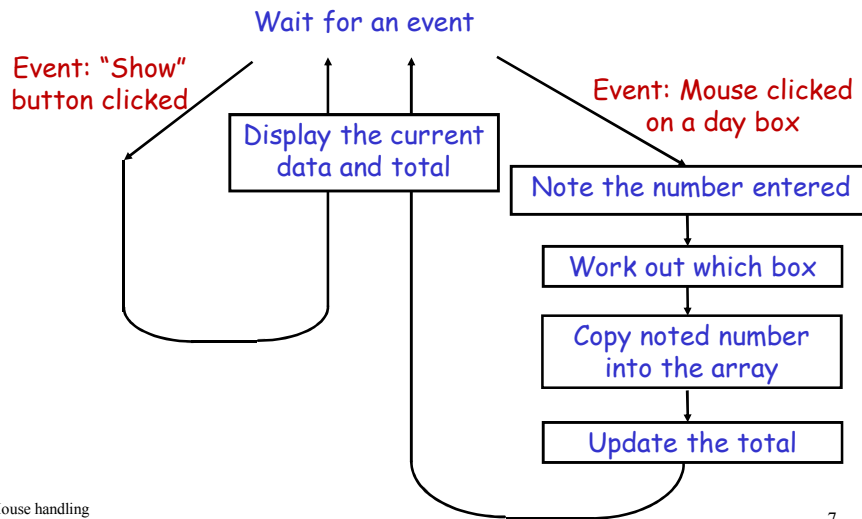 Wait for an event
Event: “Show”
button clicked
Event: Mouse clicked
on a day box
Display the current
data and total
Note the number entered
Work out which box
Copy noted number
into the array
Update the total
handling
7